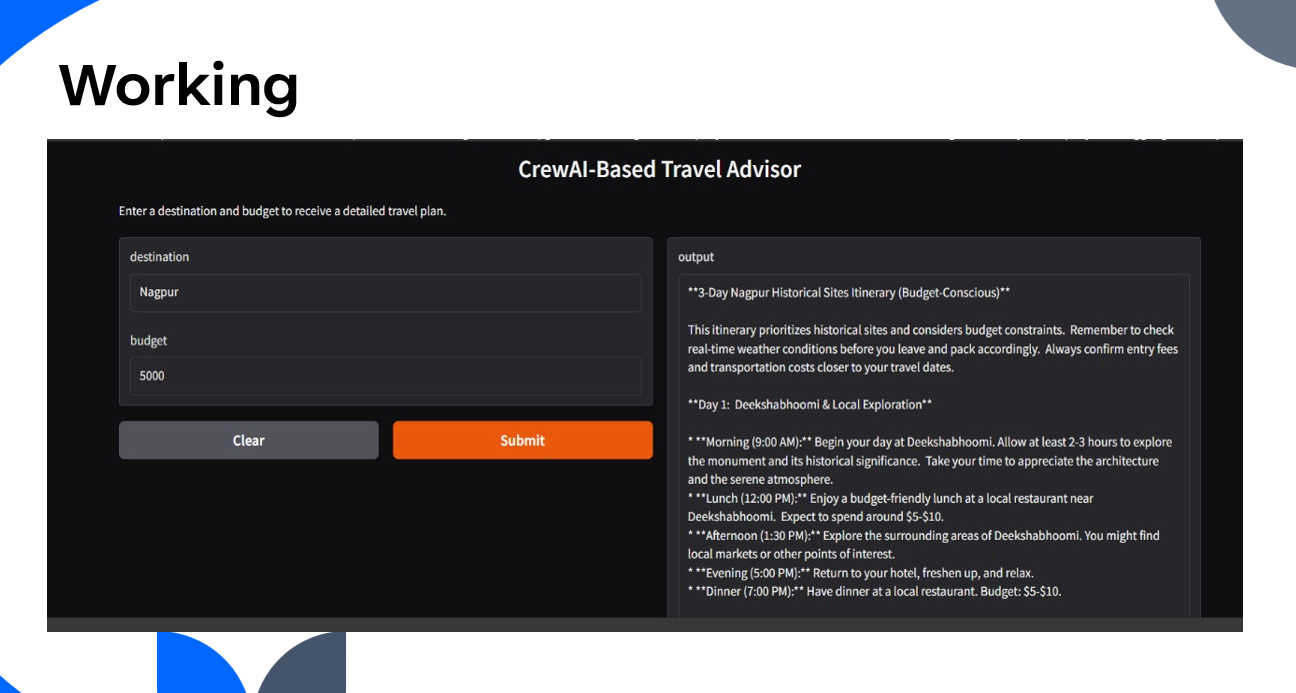 Working
CrewAI-Based Travel Advisor
Enter a destination and budget to receive a detailed travel plan.
destination
Nagpur
budget
5000
Clear
Submit
output
**3-Day Nagpur Historical Sites Itinerary (Budget-Conscious)**
This itinerary prioritizes historical sites and considers budget constraints.  Remember to check
real-time weather conditions before you leave and pack accordingly.  Always confirm entry fees
and transportation costs closer to your travel dates.
**Day 1:  Deekshabhoomi & Local Exploration**
* **Morning (9:00 AM):** Begin your day at Deekshabhoomi. Allow at least 2-3 hours to explore
the monument and its historical significance.  Take your time to appreciate the architecture
and the serene atmosphere.
* **Lunch (12:00 PM):** Enjoy a budget-friendly lunch at a local restaurant near
Deekshabhoomi.  Expect to spend around $5-$10.
* **Afternoon (1:30 PM):** Explore the surrounding areas of Deekshabhoomi. You might find
local markets or other points of interest.
* **Evening (5:00 PM):** Return to your hotel, freshen up, and relax.
* **Dinner (7:00 PM):** Have dinner at a local restaurant. Budget: $5-$10.